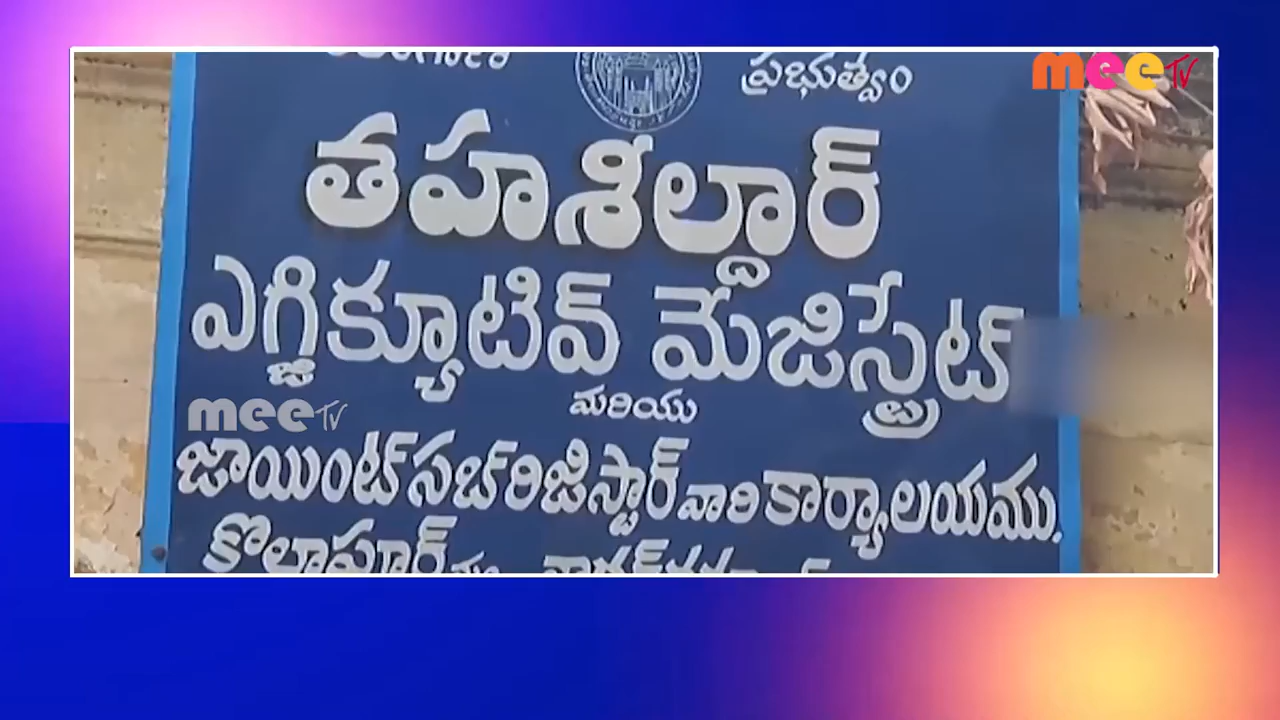 ప్రభుత్వం
meeTV
తహశీల్దార్
ఎగ్జిక్యూటివ్ మేజిస్ట్రేట్
మరియు
meeTV
జాయింట్ సబ్ రిజిస్టార్ వారి కార్యాలయము.
కొల్లాపూర్